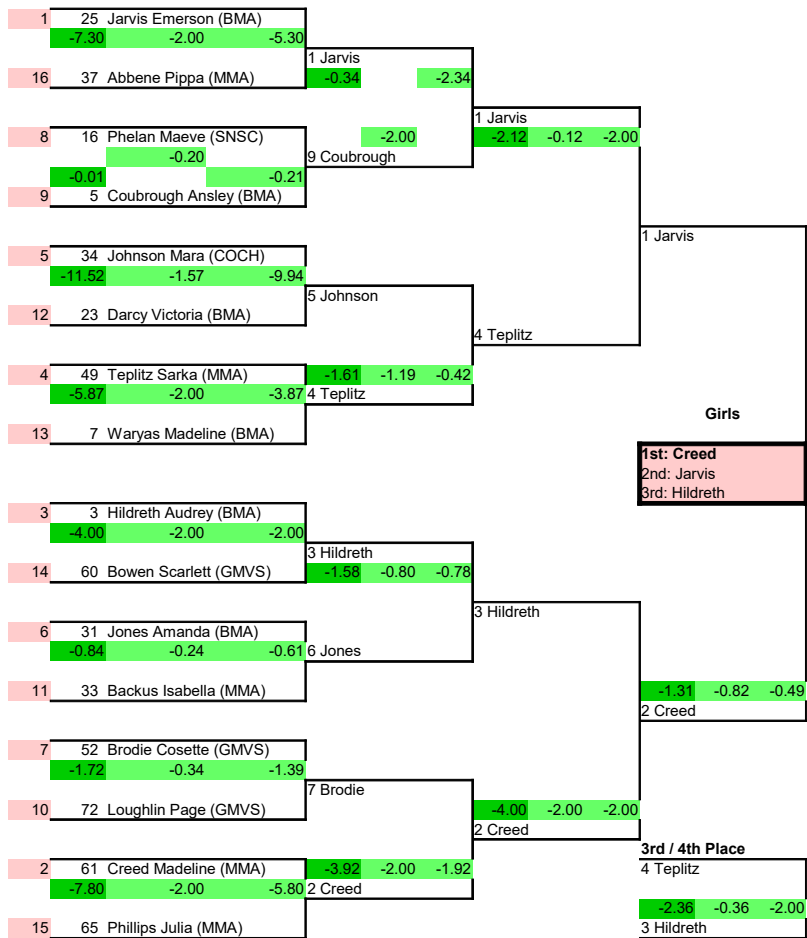 1 25 Jarvis Emerson (BMA)
-7.30 -2.00 -5.30
1 Jarvis
16 37 Abbene Pippa (MMA) -0.34 -2.34
1 Jarvis
8 16 Phelan Maeve (SNSC) -2.00 -2.12 -0.12 -2.00
-0.20
9 Coubrough
-0.01 -0.21
9 5 Coubrough Ansley (BMA)
1 Jarvis
5 34 Johnson Mara (COCH)
-11.52 -1.57 -9.94
5 Johnson
12 23 Darcy Victoria (BMA)
4 Teplitz
4 49 Teplitz Sarka (MMA) -1.61 -1.19 -0.42
-5.87 -2.00 -3.87 4 Teplitz
Girls
13 7 Waryas Madeline (BMA)
1st: Creed
2nd: Jarvis
3rd: Hildreth
3 3 Hildreth Audrey (BMA)
-4.00 -2.00 -2.00
3 Hildreth
14 60 Bowen Scarlett (GMVS) -1.58 -0.80 -0.78
3 Hildreth
6 31 Jones Amanda (BMA)
-0.84 -0.24 -0.61 6 Jones
11 33 Backus Isabella (MMA) -1.31 -0.82 -0.49
2 Creed
7 52 Brodie Cosette (GMVS)
-1.72 -0.34 -1.39
7 Brodie
10 72 Loughlin Page (GMVS) -4.00 -2.00 -2.00
2 Creed
3rd / 4th Place
2 61 Creed Madeline (MMA) -3.92 -2.00 -1.92 4 Teplitz
-7.80 -2.00 -5.80 2 Creed
-2.36 -0.36 -2.00
15 65 Phillips Julia (MMA) 3 Hildreth